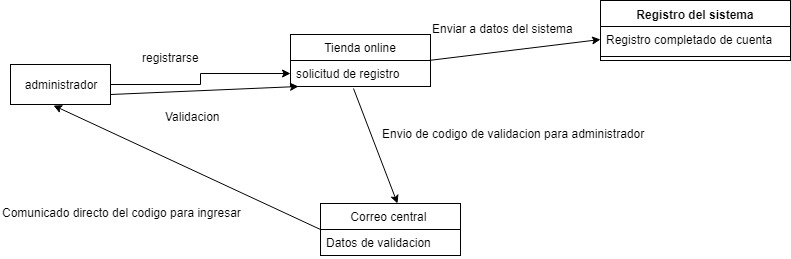 Registro del sistema
Enviar a datos del sistema
Registro completado de cuenta
Tienda online
registrarse
solicitud de registro
administrador
Validacion
Envio de codigo de validacion para administrador
Comunicado directo del codigo para ingresar
Correo central
Datos de validacion